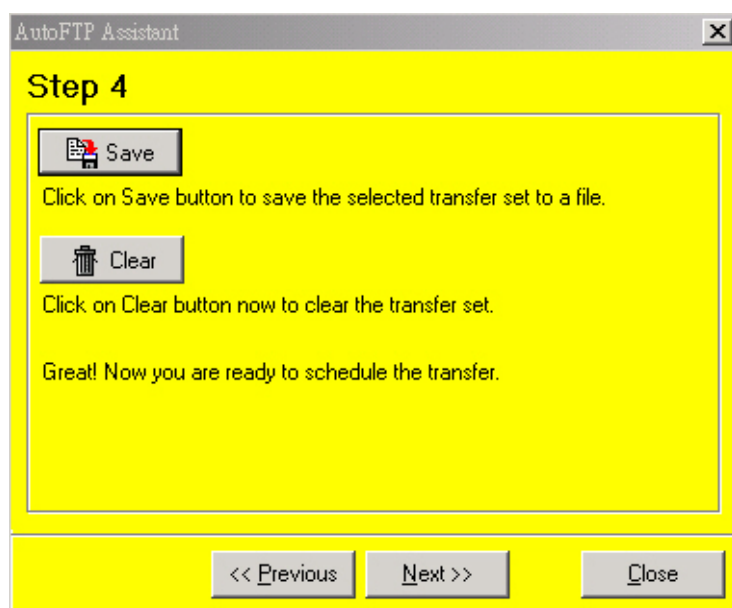 AutoFTP Assistant
Step 4
Save
Click on Save button to save the selected transfer set to a file.
Clear
Click on Clear button now to clear the transfer set.
Great! Now you are ready to schedule the transfer.
<< Previous
Next >>
Close